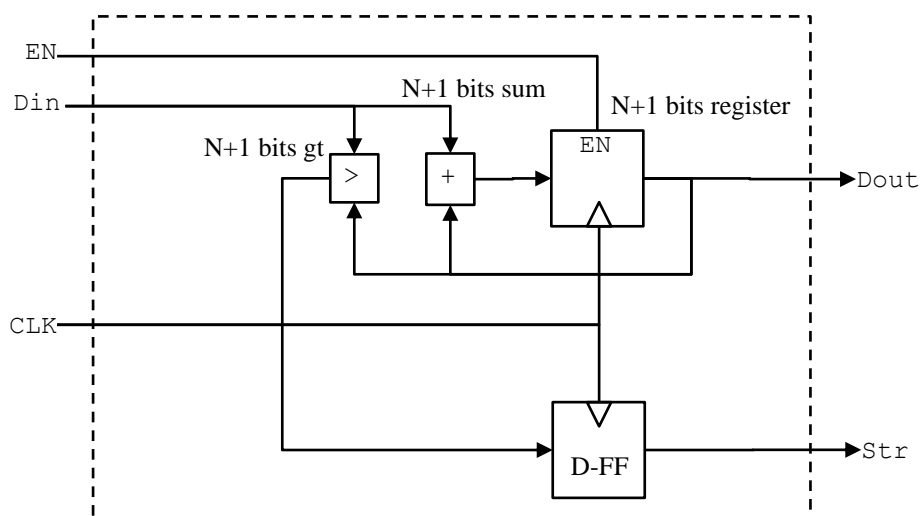 EN
Din
N+1 bits sum
N+1 bits register
N+1 bits gt
EN
>
+
Dout
CLK
D-FF
Str